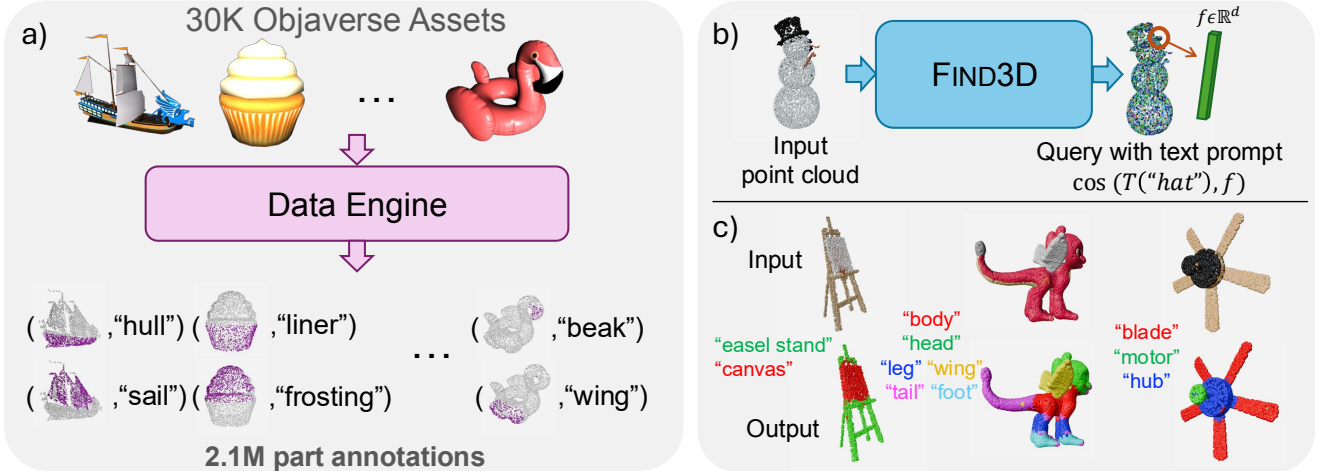 a)
30K Objaverse Assets
...
Data Engine
( ,“hull”) ( ,“liner”) ( ,“beak”)
...
( ,“sail”) ( ,“frosting”) ( ,“wing”)
2.1M part annotations
b)
f∈ℝᵈ
FIND3D
Input
point cloud
Query with text prompt
cos (T(“hat”), f)
c)
Input
“easel stand”
“canvas”
“body”
“head”
“leg” “wing”
“tail” “foot”
“blade”
“motor”
“hub”
Output